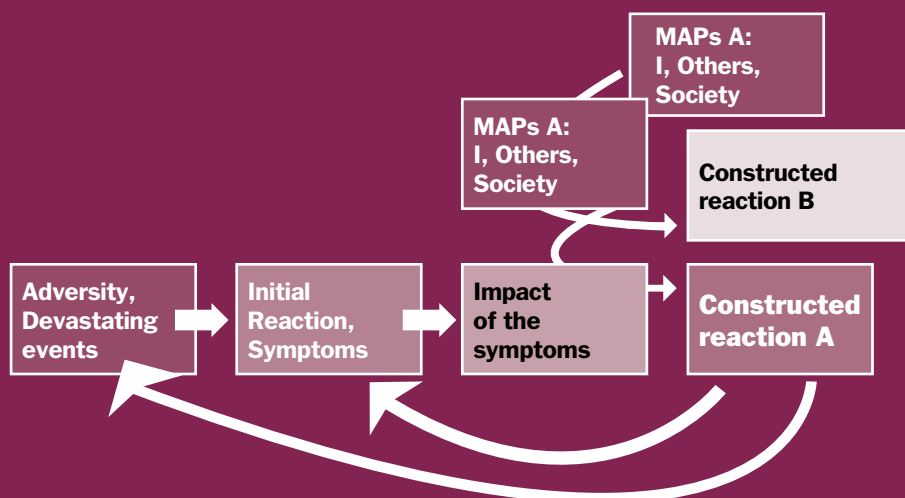 MAPs A:
I, Others,
Society
MAPs A:
I, Others,
Society
Constructed
reaction B
Adversity,
Devastating
events
Initial
Reaction,
Symptoms
Impact
of the
symptoms
Constructed
reaction A